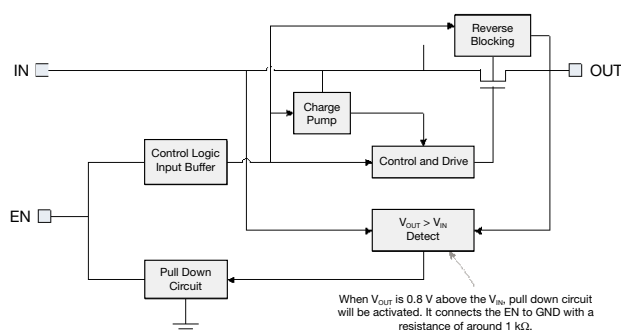 Reverse
Blocking
IN
OUT
Charge
Pump
Control Logic
Input Buffer
Control and Drive
EN
VOUT > VIN
Detect
Pull Down
Circuit
When VOUT is 0.8 V above the VIN, pull down circuit
will be activated. It connects the EN to GND with a
resistance of around 1 kΩ.